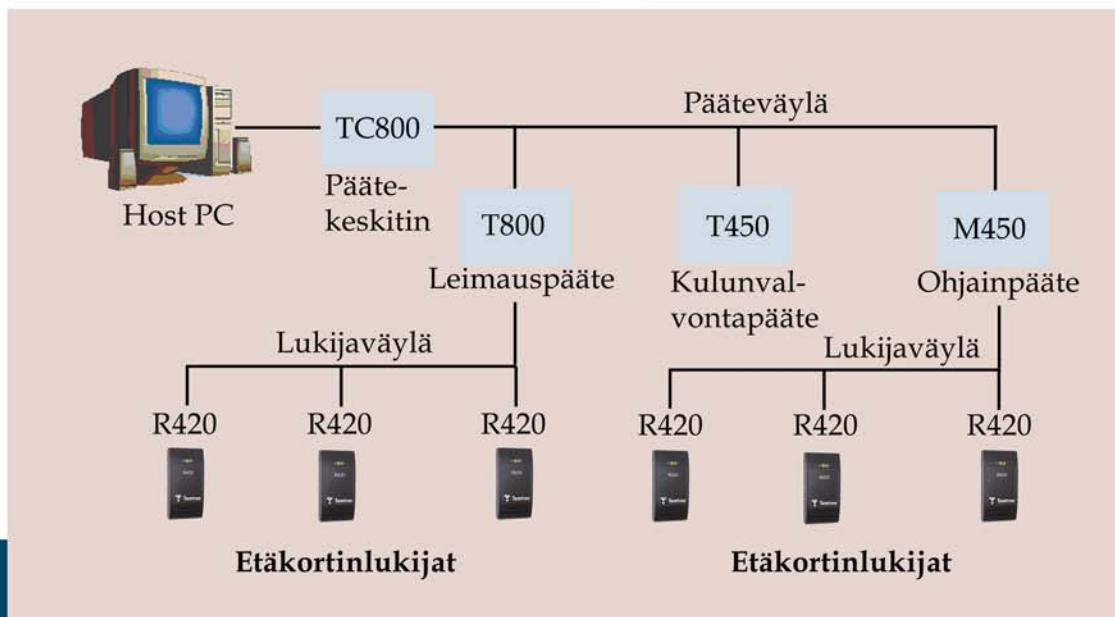 Host PC
TC800
Pääte-
keskitin
Pääteväylä
T800
Leimauspääte
T450
Kulunval-
vontapääte
M450
Ohjainpääte
Lukijaväylä
R420
R420
R420
Etäkortinlukijat
Lukijaväylä
R420
R420
R420
Etäkortinlukijat